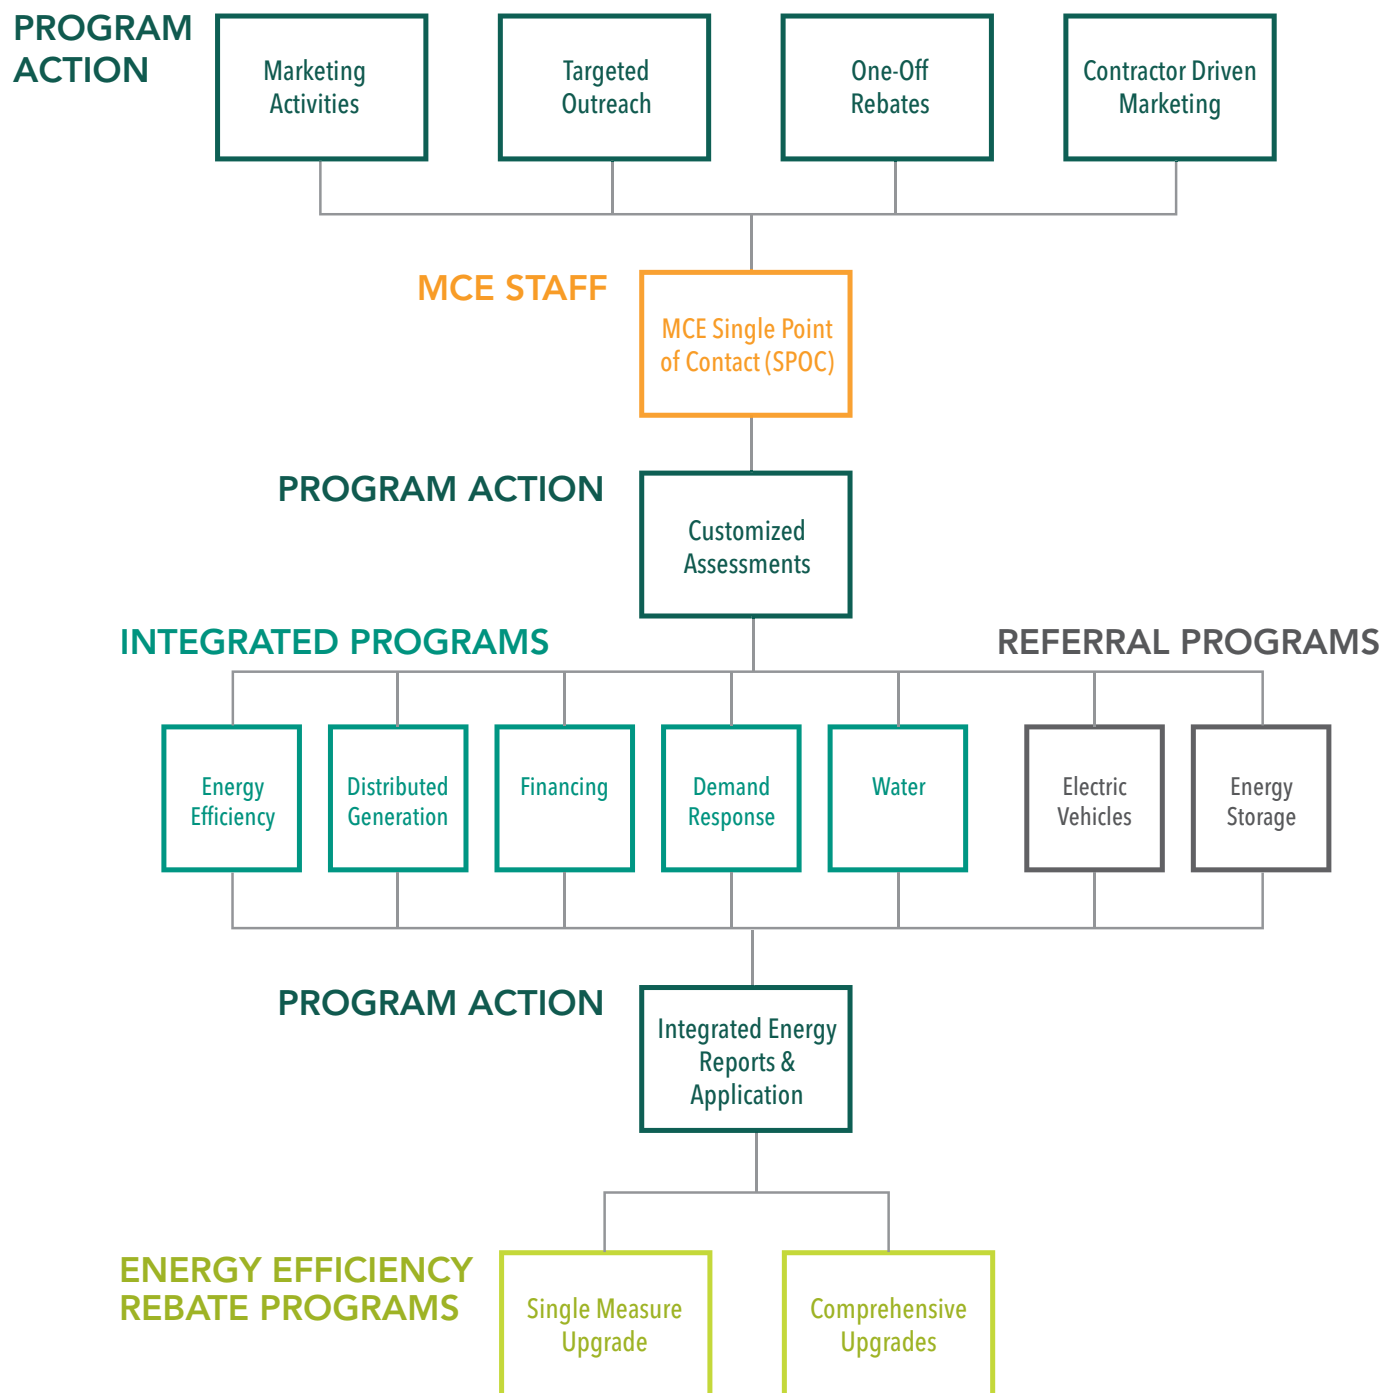 PROGRAM
ACTION
Marketing
Activities
Targeted
Outreach
One-Off
Rebates
Contractor Driven
Marketing
MCE STAFF
MCE Single Point
of Contact (SPOC)
PROGRAM ACTION
Customized
Assessments
INTEGRATED PROGRAMS
REFERRAL PROGRAMS
Energy
Efficiency
Distributed
Generation
Financing
Demand
Response
Water
Electric
Vehicles
Energy
Storage
PROGRAM ACTION
Integrated Energy
Reports &
Application
ENERGY EFFICIENCY
REBATE PROGRAMS
Single Measure
Upgrade
Comprehensive
Upgrades